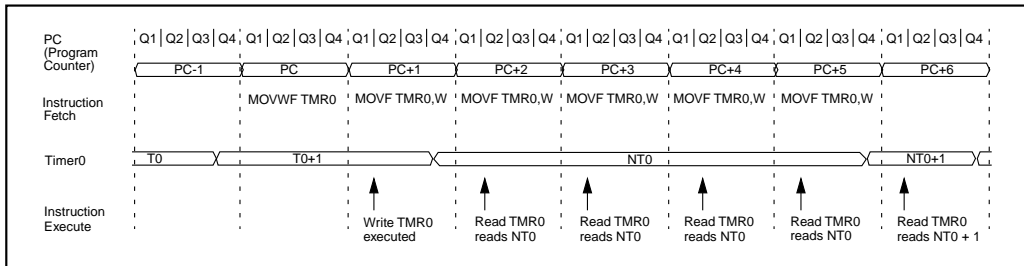 PC (Program Counter)
Q1 Q2 Q3 Q4 Q1 Q2 Q3 Q4 Q1 Q2 Q3 Q4 Q1 Q2 Q3 Q4 Q1 Q2 Q3 Q4 Q1 Q2 Q3 Q4 Q1 Q2 Q3 Q4 Q1 Q2 Q3 Q4
PC-1 PC PC+1 PC+2 PC+3 PC+4 PC+5 PC+6
Instruction Fetch
MOVWF TMR0 MOVF TMR0,W MOVF TMR0,W MOVF TMR0,W MOVF TMR0,W MOVF TMR0,W
Timer0
T0 T0+1 NT0 NT0+1
Instruction Execute
Write TMR0 executed
Read TMR0 reads NT0
Read TMR0 reads NT0
Read TMR0 reads NT0
Read TMR0 reads NT0
Read TMR0 reads NT0 + 1